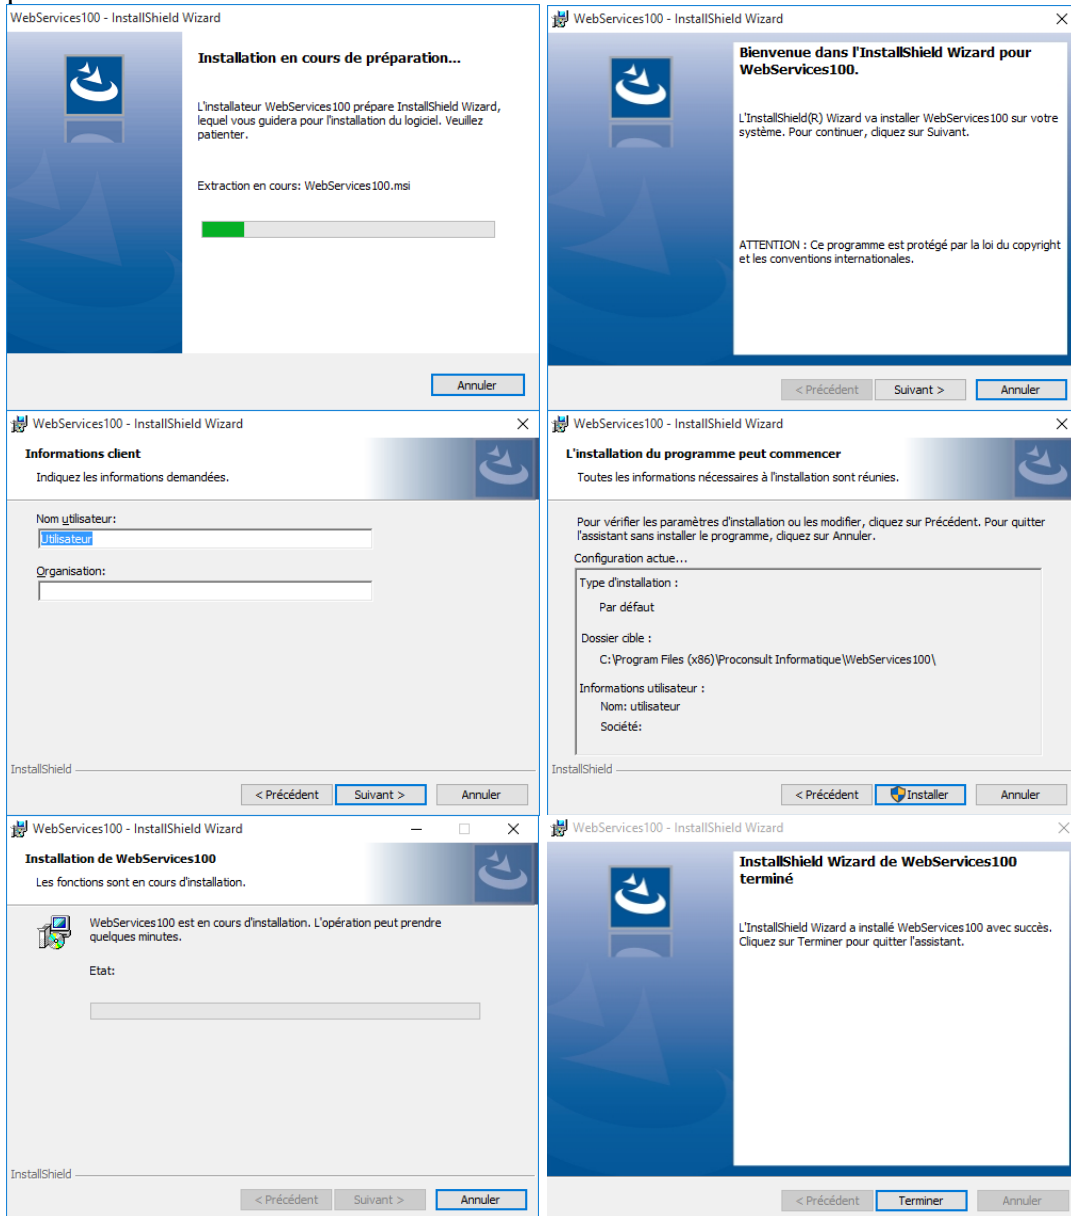 WebServices100 - InstallShield Wizard
Installation en cours de préparation...
L'installateur WebServices100 prépare InstallShield Wizard,
lequel vous guidera pour l'installation du logiciel. Veuillez
patienter.
Extraction en cours: WebServices100.msi
Annuler
WebServices100 - InstallShield Wizard
Bienvenue dans l'InstallShield Wizard pour
WebServices100.
L'InstallShield(R) Wizard va installer WebServices100 sur votre
système. Pour continuer, cliquez sur Suivant.
ATTENTION : Ce programme est protégé par la loi du copyright
et les conventions internationales.
< Précédent Suivant > Annuler
WebServices100 - InstallShield Wizard
Informations client
Indiquez les informations demandées.
Nom utilisateur:
Utilisateur
Organisation:
InstallShield
< Précédent Suivant > Annuler
WebServices100 - InstallShield Wizard
L'installation du programme peut commencer
Toutes les informations nécessaires à l'installation sont réunies.
Pour vérifier les paramètres d'installation ou les modifier, cliquez sur Précédent. Pour quitter
l'assistant sans installer le programme, cliquez sur Annuler.
Configuration actue...
Type d'installation :
Par défaut
Dossier cible :
C:\Program Files (x86)\Proconsult Informatique\WebServices100\
Informations utilisateur :
Nom: utilisateur
Société:
InstallShield
< Précédent Installer Annuler
WebServices100 - InstallShield Wizard
Installation de WebServices100
Les fonctions sont en cours d'installation.
WebServices100 est en cours d'installation. L'opération peut prendre
quelques minutes.
Etat:
InstallShield
< Précédent Suivant > Annuler
WebServices100 - InstallShield Wizard
InstallShield Wizard de WebServices100
terminé
L'InstallShield Wizard a installé WebServices100 avec succès.
Cliquez sur Terminer pour quitter l'assistant.
< Précédent Terminer Annuler